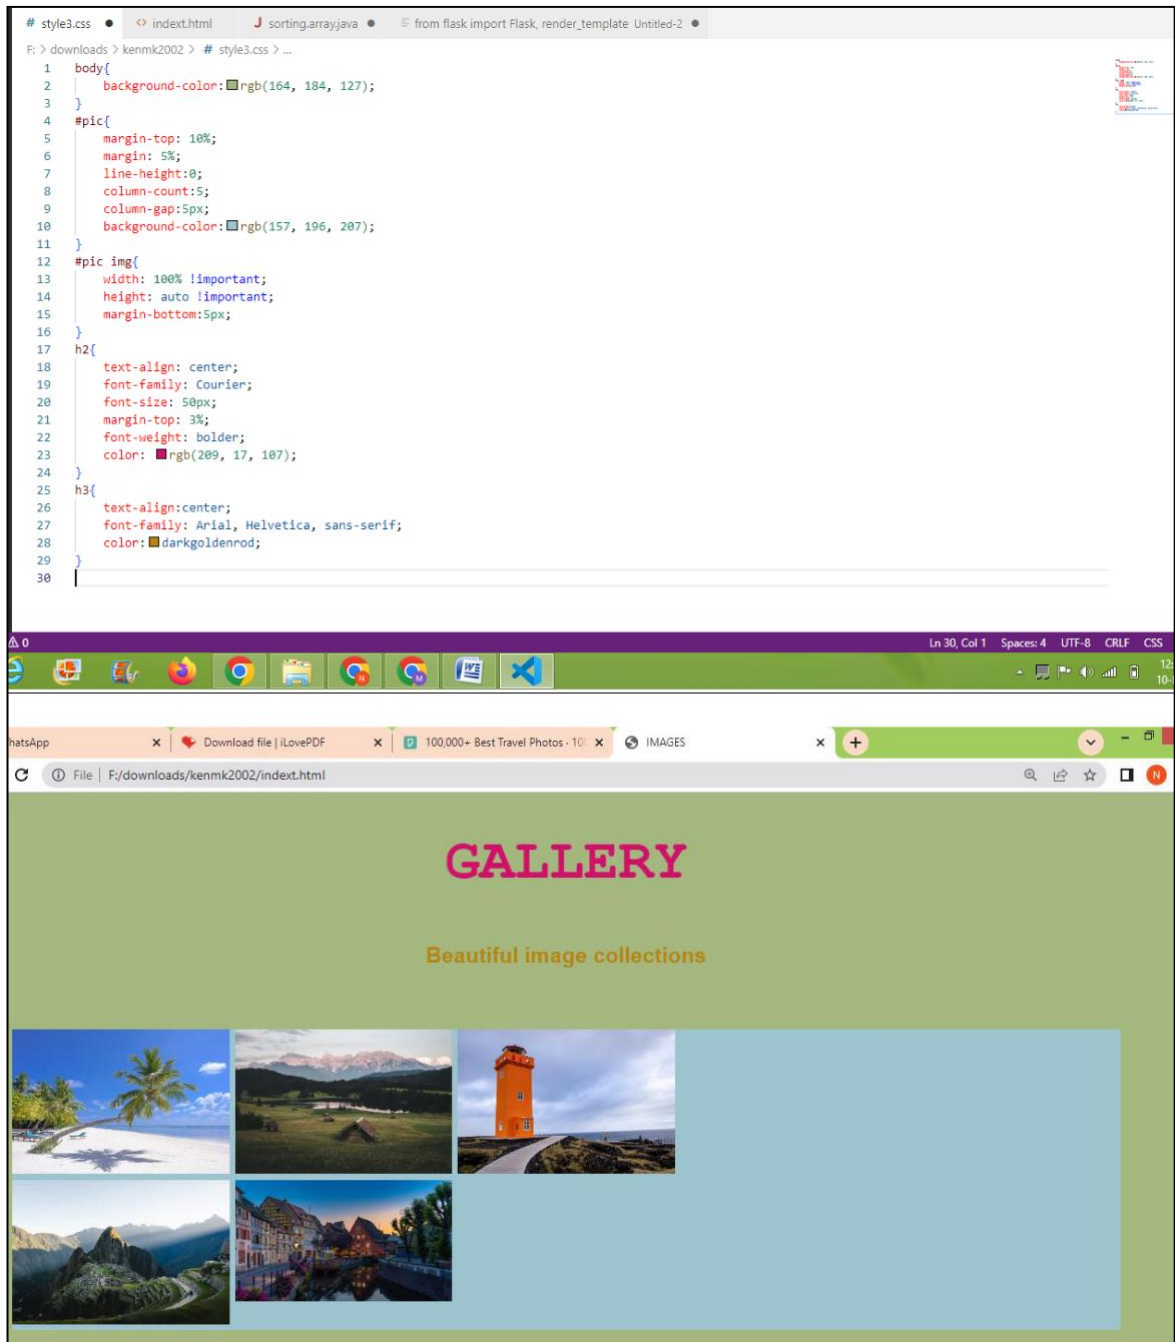 # style3.css ● <> indext.html J sorting.array.java ● from flask import Flask, render_template Untitled-2 ●
F: > downloads > kenmk2002 > # style3.css > ...
1 body{
2 background-color: rgb(164, 184, 127);
3 }
4 #pic{
5 margin-top: 10%;
6 margin: 5%;
7 line-height:0;
8 column-count:5;
9 column-gap:5px;
10 background-color: rgb(157, 196, 207);
11 }
12 #pic img{
13 width: 100% !important;
14 height: auto !important;
15 margin-bottom:5px;
16 }
17 h2{
18 text-align: center;
19 font-family: Courier;
20 font-size: 50px;
21 margin-top: 3%;
22 font-weight: bolder;
23 color: rgb(209, 17, 107);
24 }
25 h3{
26 text-align:center;
27 font-family: Arial, Helvetica, sans-serif;
28 color: darkgoldenrod;
29 }
30
0 Ln 30, Col 1 Spaces: 4 UTF-8 CRLF CSS
12:
10-
hatsApp Download file | iLovePDF 100,000+ Best Travel Photos · 10 IMAGES
File | F:/downloads/kenmk2002/indext.html N
GALLERY
Beautiful image collections